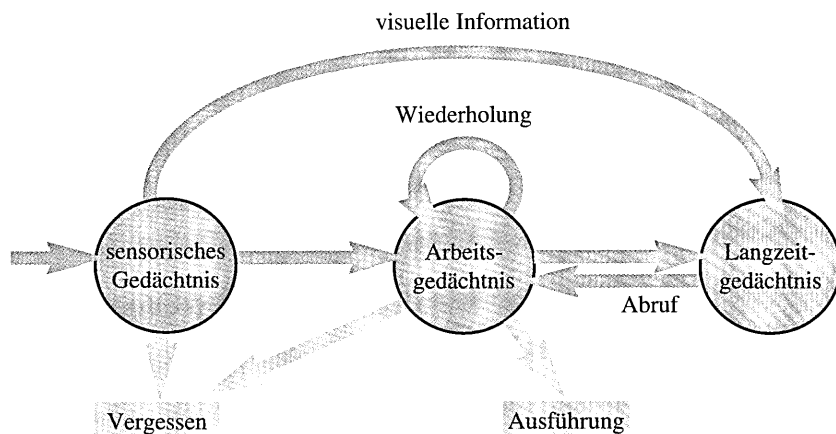 visuelle Information
Wiederholung
sensorisches
Gedächtnis
Arbeits-
gedächtnis
Langzeit-
gedächtnis
Abruf
Vergessen
Ausführung